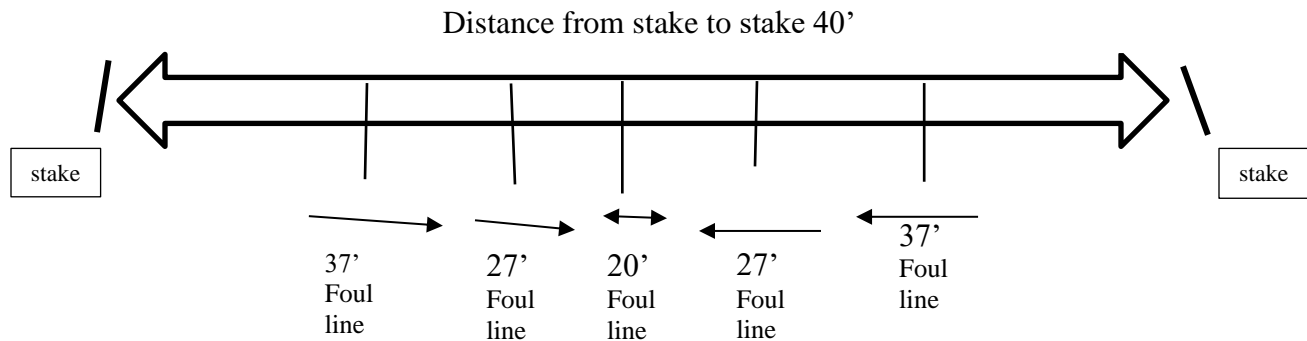 Distance from stake to stake 40’
stake
stake
37’
Foul
line
27’
Foul
line
20’
Foul
line
27’
Foul
line
37’
Foul
line